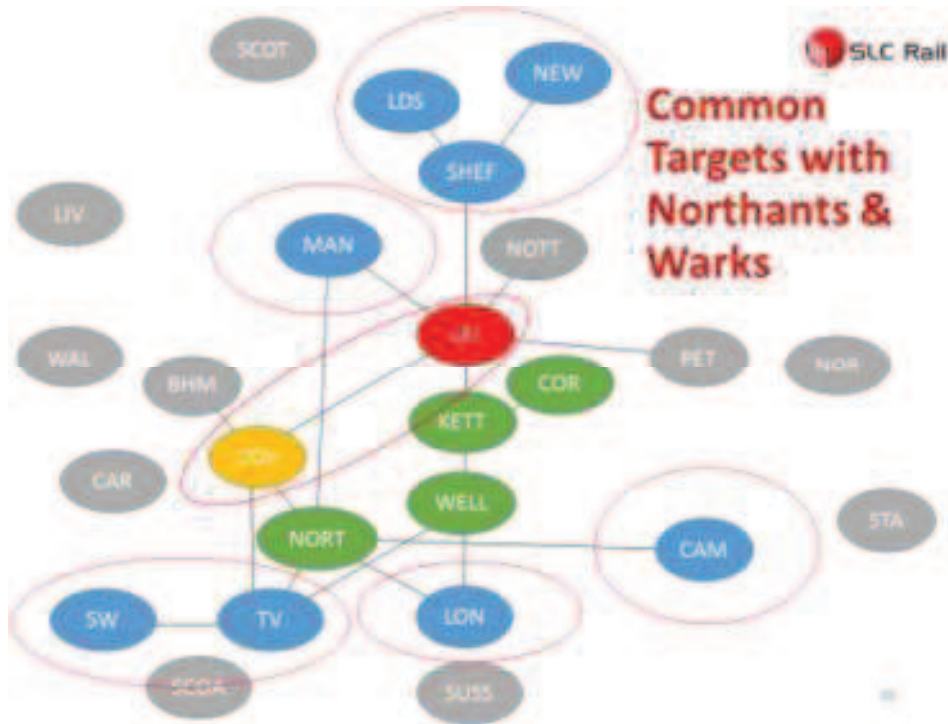 SCOT
SLC Rail
NEW
LDS
Common
Targets with
Northants &
Warks
SHEF
LIV
MAN
NOTT
WAL
BHM
PET
NOR
COR
KETT
CAR
WELL
STA
NORT
CAM
SW
TV
LON
SUSS